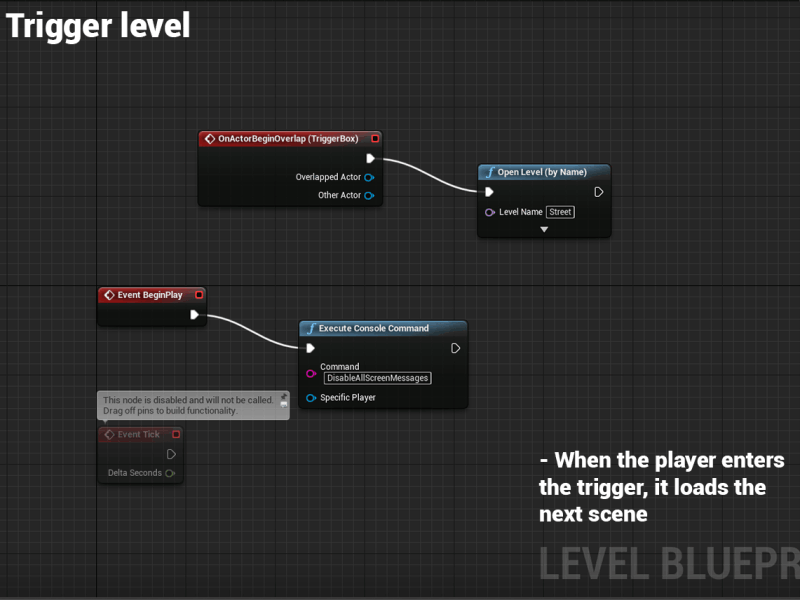 Trigger level
OnActorBeginOverlap (TriggerBox)
Overlapped Actor
Other Actor
Open Level (by Name)
Level Name Street
Event BeginPlay
Execute Console Command
Command
DisableAllScreenMessages
Specific Player
This node is disabled and will not be called.
Drag off pins to build functionality.
Event Tick
Delta Seconds
- When the player enters
the trigger, it loads the
next scene
LEVEL BLUEPR